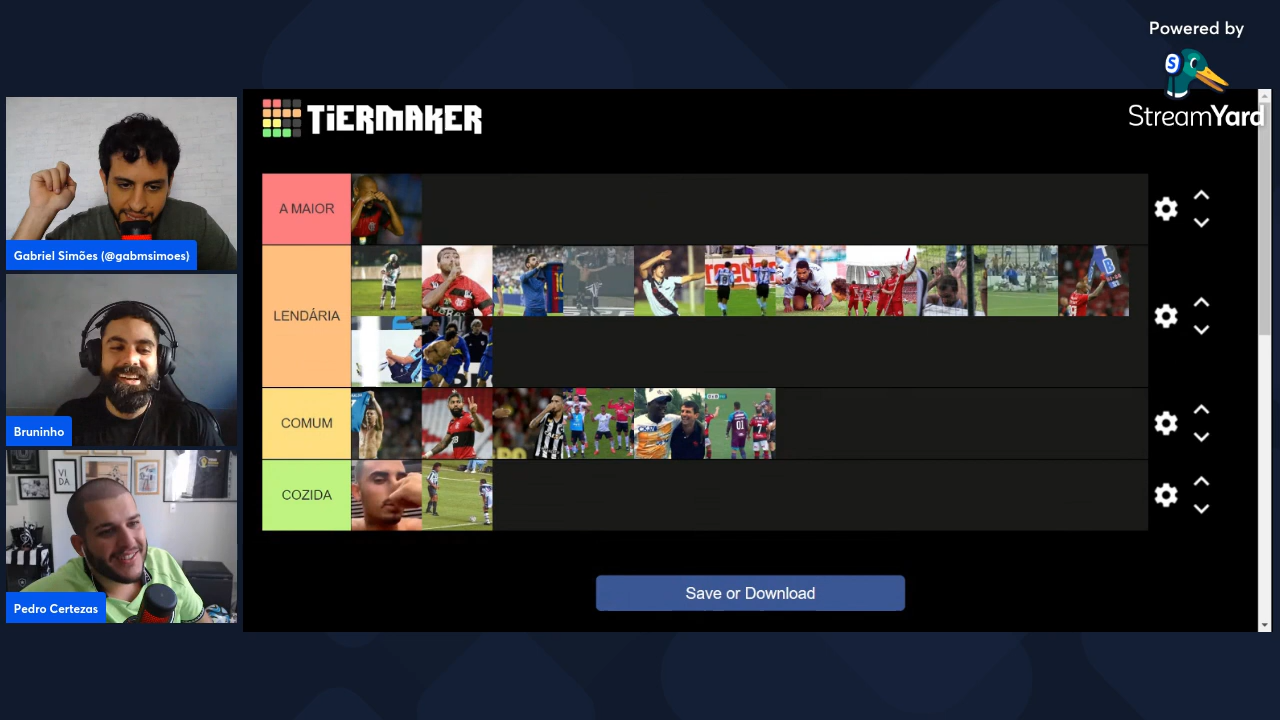 Powered by
StreamYard
TiERMAKER
Gabriel Simões (@gabmsimoes)
Bruninho
Pedro Certezas
A MAIOR
LENDÁRIA
COMUM
COZIDA
Save or Download